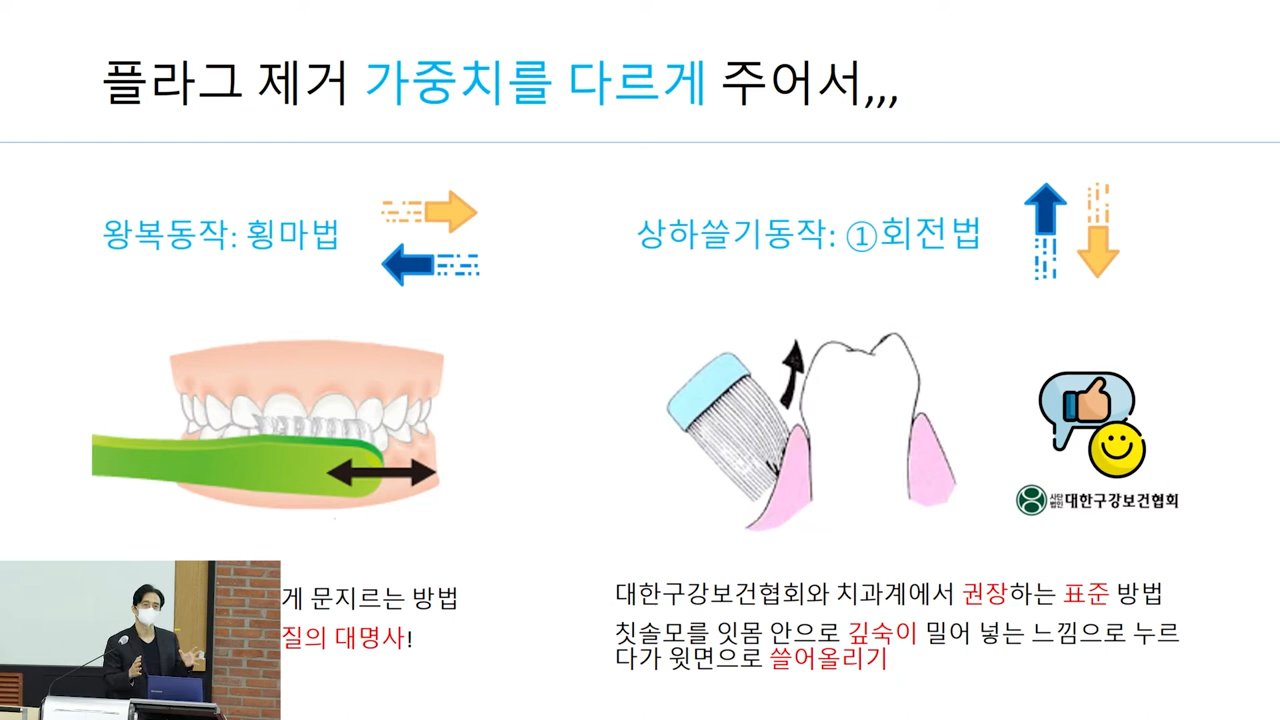 플라그 제거 가중치를 다르게 주어서,,,
왕복동작: 횡마법
상하쓸기동작: ①회전법
사단법인 대한구강보건협회
게 문지르는 방법
질의 대명사!
대한구강보건협회와 치과계에서 권장하는 표준 방법
칫솔모를 잇몸 안으로 깊숙이 밀어 넣는 느낌으로 누르
다가 윗면으로 쓸어올리기